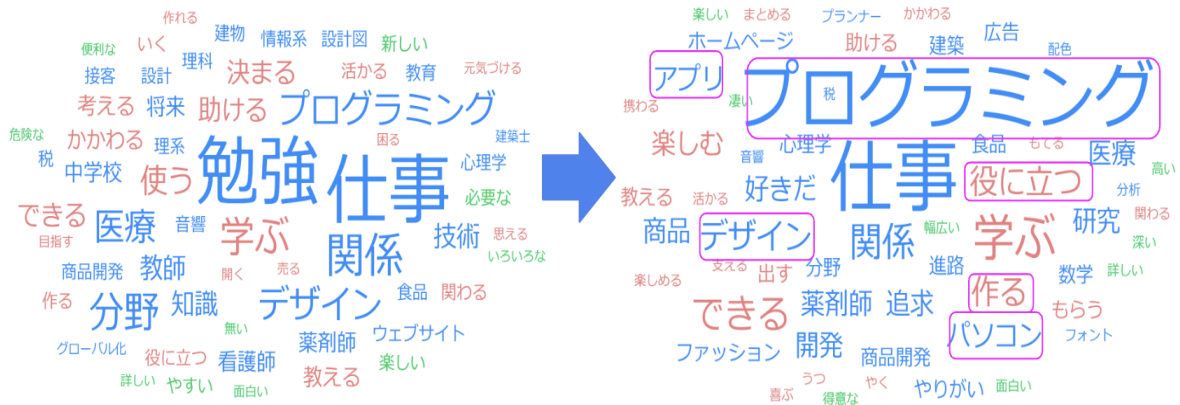 作れる
建物 情報系 設計図 新しい
便利な いく
接客 設計 理科 決まる 活かる 教育 元気づける
考える 将来 助ける プログラミング
危険な かかわる 理系 困る 建築士
税 中学校 使う 勉強 仕事 心理学
必要な
できる 医療 音響 学ぶ 関係 技術 思える
目指す いろいろな
商品開発 教師 開く 売る
作る 分野 知識 デザイン 食品 関わる
無い
グローバル化 役に立つ 看護師 薬剤師 ウェブサイト
楽しい
詳しい やすい 面白い 教える
楽しい まとめる プランナー かかわる
ホームページ 助ける 建築 広告 配色
アプリ プログラミング
税
携わる 凄い
楽しむ 音響 心理学 仕事 食品 もてる 医療
高い
教える 活かる 好きだ 役に立つ 分析
商品 デザイン 関係 幅広い 学ぶ 研究 関わる
深い
楽しめる 支える 出す 分野 進路 数学 詳しい
できる 薬剤師 追求 作る もらう
ファッション 開発 商品開発 パソコン フォント
喜ぶ うつ 得意な やく やりがい 面白い